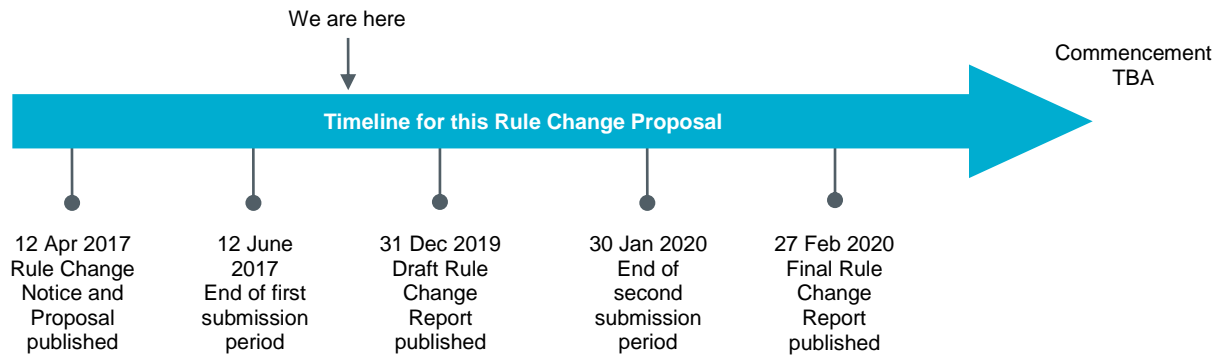 We are here
Commencement
TBA
Timeline for this Rule Change Proposal
12 Apr 2017
Rule Change
Notice and
Proposal
published
12 June
2017
End of first
submission
period
31 Dec 2019
Draft Rule
Change
Report
published
30 Jan 2020
End of
second
submission
period
27 Feb 2020
Final Rule
Change
Report
published